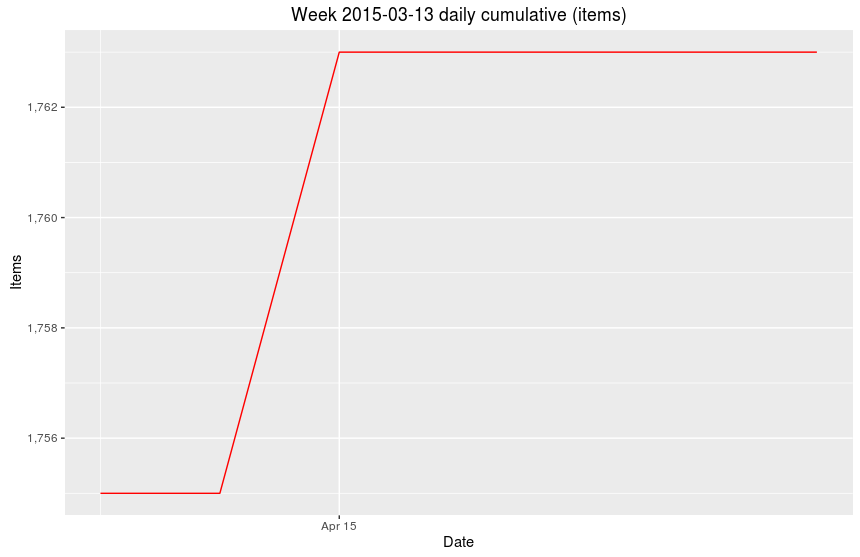 Week 2015-03-13 daily cumulative (items)
1,762
1,760
1,758
1,756
Items
Apr 15
Date